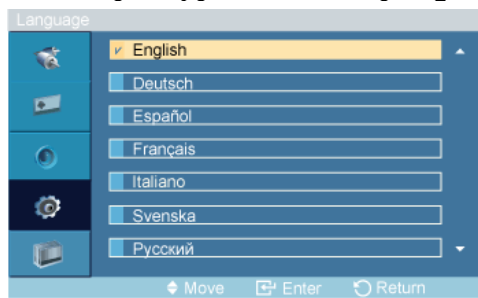 Language
English
Deutsch
Español
Français
Italiano
Svenska
Русский
Move Enter Return